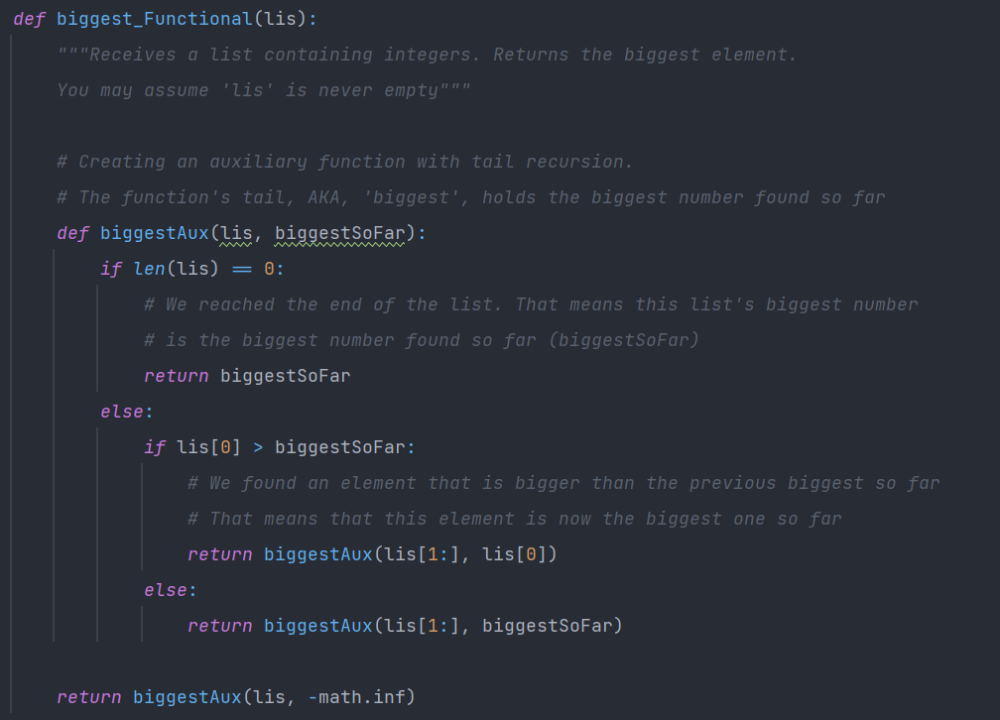 def biggest_Functional(lis):
    """Receives a list containing integers. Returns the biggest element.
    You may assume 'lis' is never empty"""
    # Creating an auxiliary function with tail recursion.
    # The function's tail, AKA, 'biggest', holds the biggest number found so far
    def biggestAux(lis, biggestSoFar):
        if len(lis) == 0:
            # We reached the end of the list. That means this list's biggest number
            # is the biggest number found so far (biggestSoFar)
            return biggestSoFar
        else:
            if lis[0] > biggestSoFar:
                # We found an element that is bigger than the previous biggest so far
                # That means that this element is now the biggest one so far
                return biggestAux(lis[1:], lis[0])
            else:
                return biggestAux(lis[1:], biggestSoFar)
    return biggestAux(lis, -math.inf)